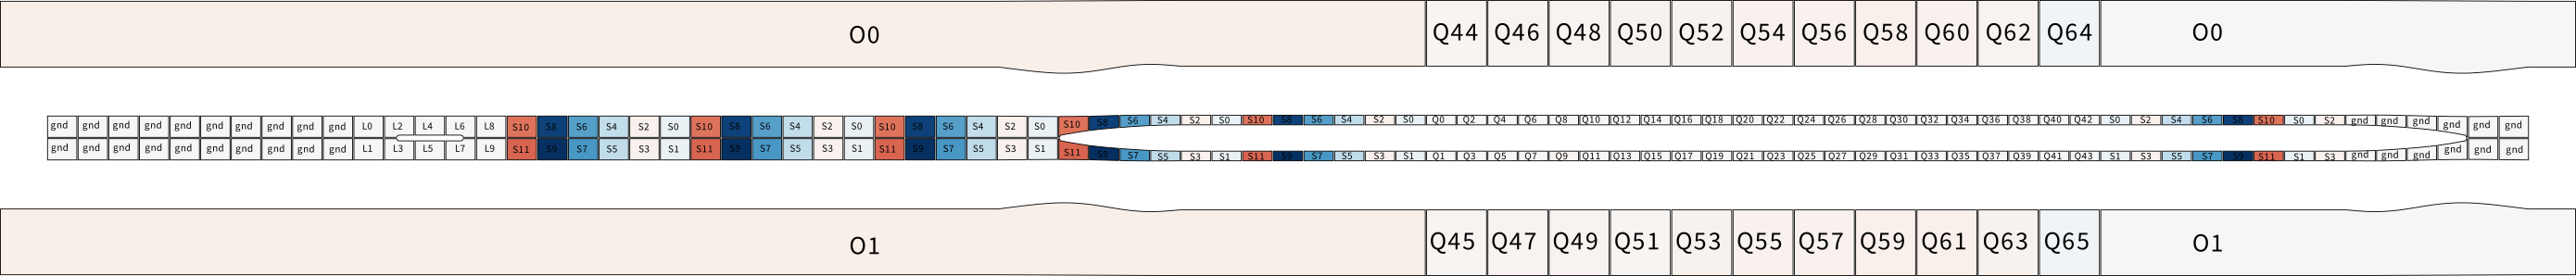 O0 Q44 Q46 Q48 Q50 Q52 Q54 Q56 Q58 Q60 Q62 Q64 O0
gnd gnd gnd gnd gnd gnd gnd gnd gnd gnd L0 L2 L4 L6 L8 S10 S8 S6 S4 S2 S0 S10 S8 S6 S4 S2 S0 S10 S8 S6 S4 S2 S0 S10 S8 S6 S4 S2 S0 S10 S8 S6 S4 S2 S0 Q0 Q2 Q4 Q6 Q8 Q10 Q12 Q14 Q16 Q18 Q20 Q22 Q24 Q26 Q28 Q30 Q31 Q34 Q36 Q38 Q40 Q42 S0 S2 S4 S6 S8 S10 S0 S2 gnd gnd gnd gnd gnd gnd
gnd gnd gnd gnd gnd gnd gnd gnd gnd gnd L1 L3 L5 L7 L9 S11 S9 S7 S5 S3 S1 S11 S9 S7 S5 S3 S1 S11 S9 S7 S5 S3 S1 S11 S9 S7 S5 S3 S1 S11 S9 S7 S5 S3 S1 Q1 Q3 Q5 Q7 Q9 Q11 Q13 Q15 Q17 Q19 Q21 Q23 Q25 Q27 Q29 Q32 Q33 Q35 Q37 Q39 Q41 Q43 S1 S3 S5 S7 S9 S11 S1 S3 gnd gnd gnd gnd gnd gnd
O1 Q45 Q47 Q49 Q51 Q53 Q55 Q57 Q59 Q61 Q63 Q65 O1